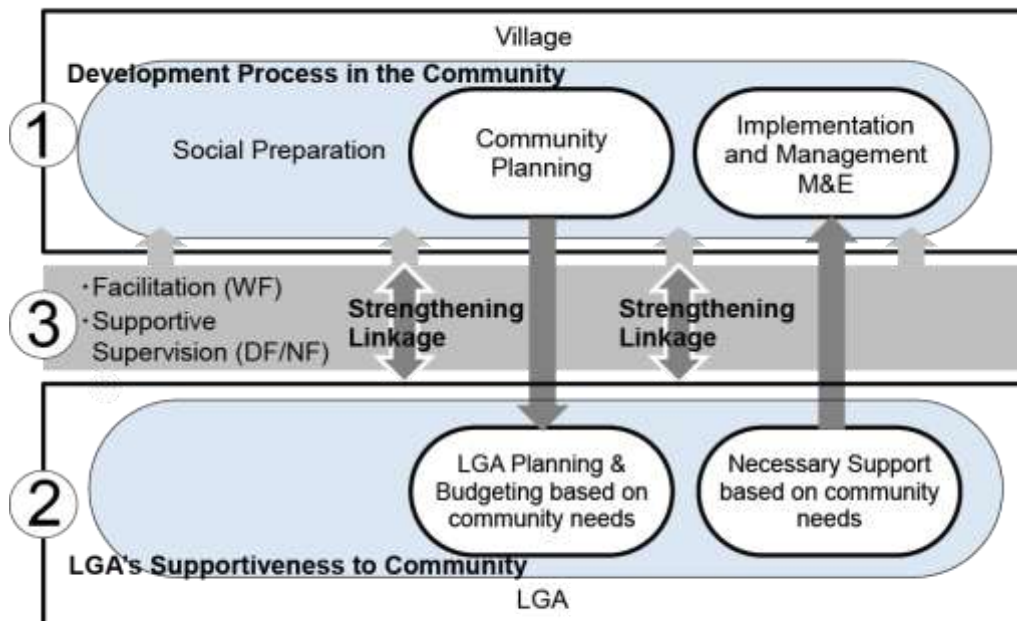 Village
Development Process in the Community
1
Social Preparation
Community
Planning
Implementation
and Management
M&E
3
・Facilitation (WF)
・Supportive
Supervision (DF/NF)
Strengthening
Linkage
Strengthening
Linkage
2
LGA Planning &
Budgeting based on
community needs
Necessary Support
based on community
needs
LGA's Supportiveness to Community
LGA